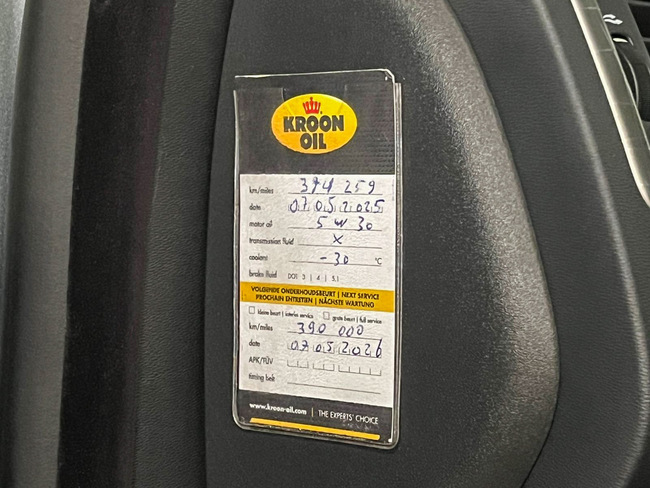 KROON
OIL
km/miles 374 259
date 07 05 2025
motor oil 5 w 30
transmission fluid x
coolant -30 °C
brake fluid DOT 3 | 4 | 5.1
VOLGENDE ONDERHOUDSBEURT | NEXT SERVICE
PROCHAIN ENTRETIEN | NÄCHSTE WARTUNG
kleine beurt | interim service grote beurt | full service
km/miles 390 000
date 07 05 2026
APK/TÜV
timing belt
www.kroon-oil.com | THE EXPERTS' CHOICE